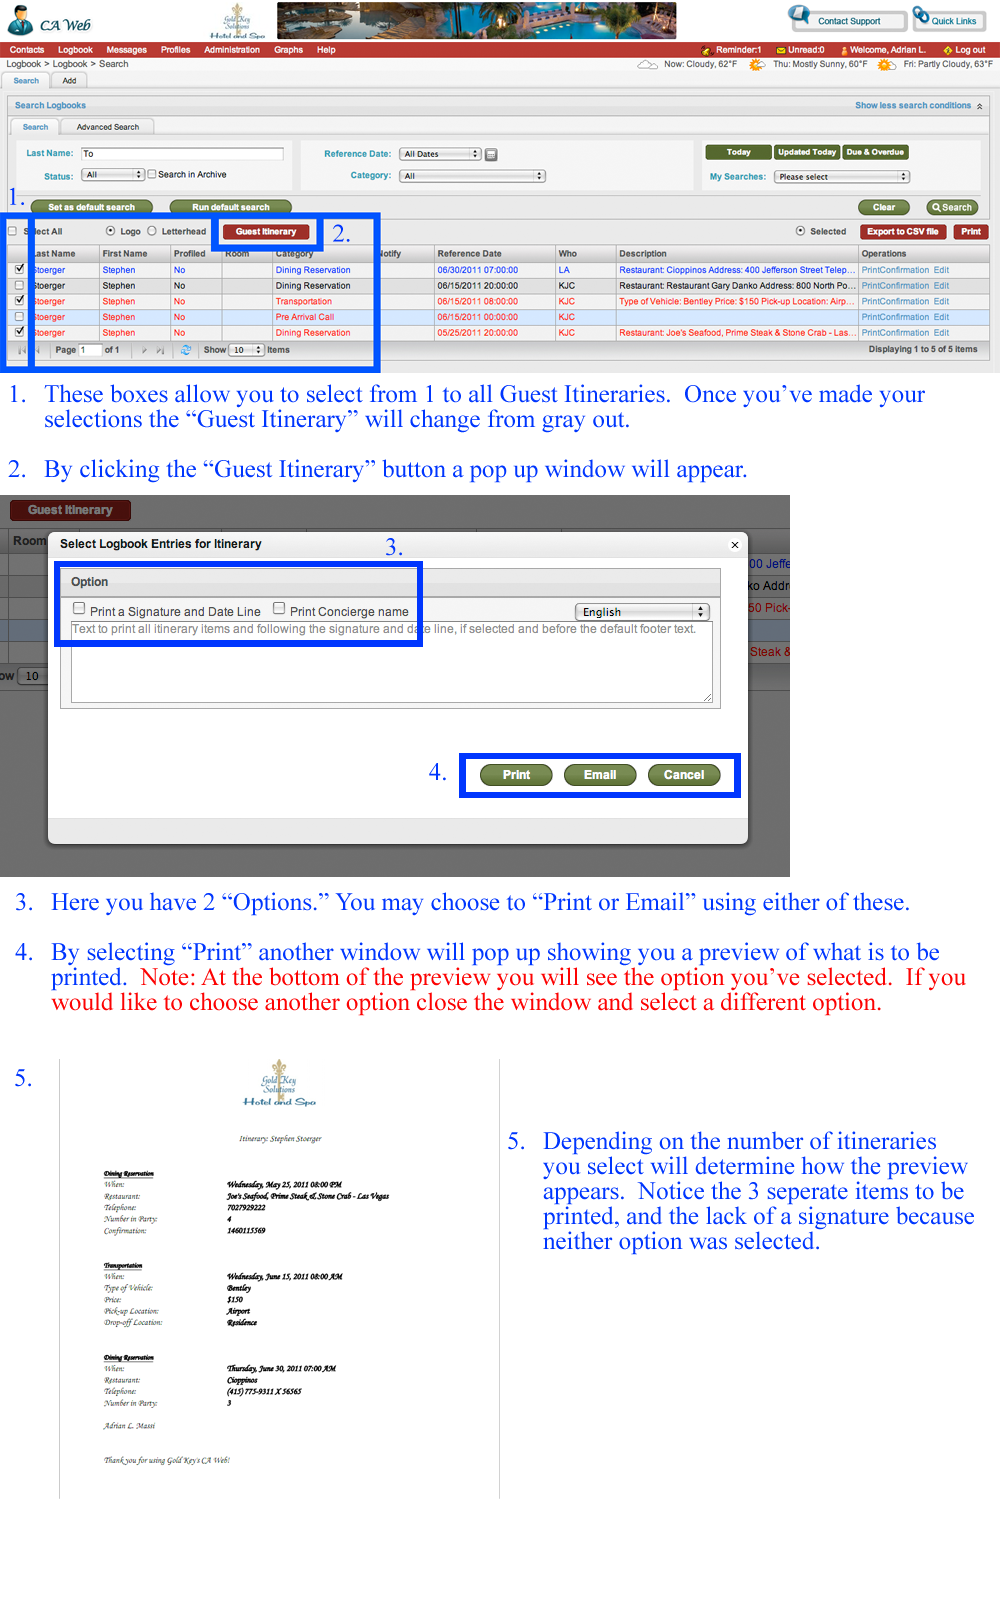 CA Web
Gold Key
Solutions
Hotel and Spa
Contact Support
Quick Links
Contacts Logbook Messages Profiles Administration Graphs Help
Reminder:1 Unread:0 Welcome, Adrian L. Log out
Logbook > Logbook > Search
Now: Cloudy, 62°F Thu: Mostly Sunny, 60°F Fri: Partly Cloudy, 63°F
Search Add
Search Logbooks
Show less search conditions
Search Advanced Search
Last Name: To
Reference Date: All Dates
Today Updated Today Due & Overdue
Status: All Search in Archive
Category: All
My Searches: Please select
1.
Set as default search Run default search
Clear Search
Select All Logo Letterhead Guest Itinerary 2.
Selected Export to CSV file Print
Last Name First Name Profiled Room Category Notify Reference Date Who Description Operations
Stoerger Stephen No Dining Reservation 06/30/2011 07:00:00 LA Restaurant: Cioppinos Address: 400 Jefferson Street Telep... PrintConfirmation Edit
Stoerger Stephen No Dining Reservation 06/15/2011 20:00:00 KJC Restaurant: Restaurant Gary Danko Address: 800 North Po... PrintConfirmation Edit
Stoerger Stephen No Transportation 06/15/2011 08:00:00 KJC Type of Vehicle: Bentley Price: $150 Pick-up Location: Airp... PrintConfirmation Edit
Stoerger Stephen No Pre Arrival Call 06/15/2011 00:00:00 KJC PrintConfirmation Edit
Stoerger Stephen No Dining Reservation 05/25/2011 20:00:00 KJC Restaurant: Joe's Seafood, Prime Steak & Stone Crab - Las... PrintConfirmation Edit
Page 1 of 1 Show 10 Items
Displaying 1 to 5 of 5 Items
1. These boxes allow you to select from 1 to all Guest Itineraries. Once you've made your
selections the “Guest Itinerary” will change from gray out.
2. By clicking the “Guest Itinerary” button a pop up window will appear.
Guest Itinerary
Room
Select Logbook Entries for Itinerary
3.
00 Jeffe
Option
ko Addr
Print a Signature and Date Line Print Concierge name English
50 Pick-
Text to print all itinerary items and following the signature and date line, if selected and before the default footer text.
Steak &
ow 10
4. Print Email Cancel
3. Here you have 2 “Options.” You may choose to “Print or Email” using either of these.
4. By selecting “Print” another window will pop up showing you a preview of what is to be
printed. Note: At the bottom of the preview you will see the option you've selected. If you
would like to choose another option close the window and select a different option.
5.
Gold Key
Solutions
Hotel and Spa
Itinerary: Stephen Stoerger
Dining Reservation
When: Wednesday, May 25, 2011 08:00 PM
Restaurant: Joe's Seafood, Prime Steak & Stone Crab - Las Vegas
Telephone: 7027929222
Number in Party: 4
Confirmation: 1460115569
Transportation
When: Wednesday, June 15, 2011 08:00 AM
Type of Vehicle: Bentley
Price: $150
Pick-up Location: Airport
Drop-off Location: Residence
Dining Reservation
When: Thursday, June 30, 2011 07:00 AM
Restaurant: Cioppinos
Telephone: (415) 775-9311 X 56565
Number in Party: 3
Adrian L. Massi
Thank you for using Gold Key's CA Web!
5. Depending on the number of itineraries
you select will determine how the preview
appears. Notice the 3 seperate items to be
printed, and the lack of a signature because
neither option was selected.